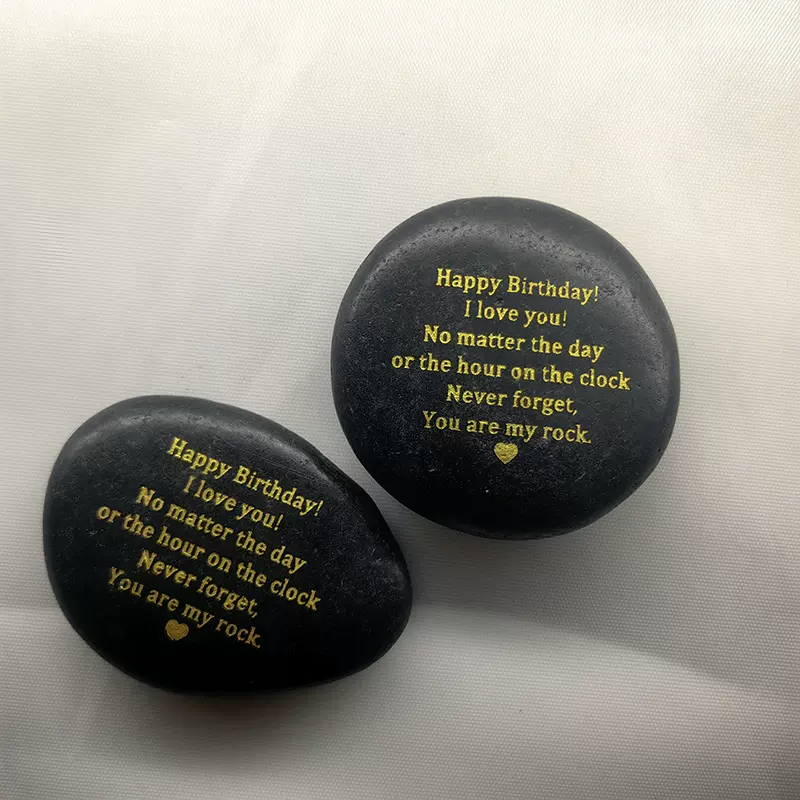 Happy Birthday!
I love you!
No matter the day
or the hour on the clock
Never forget,
You are my rock.
Happy Birthday!
I love you!
No matter the day
or the hour on the clock
Never forget,
You are my rock.